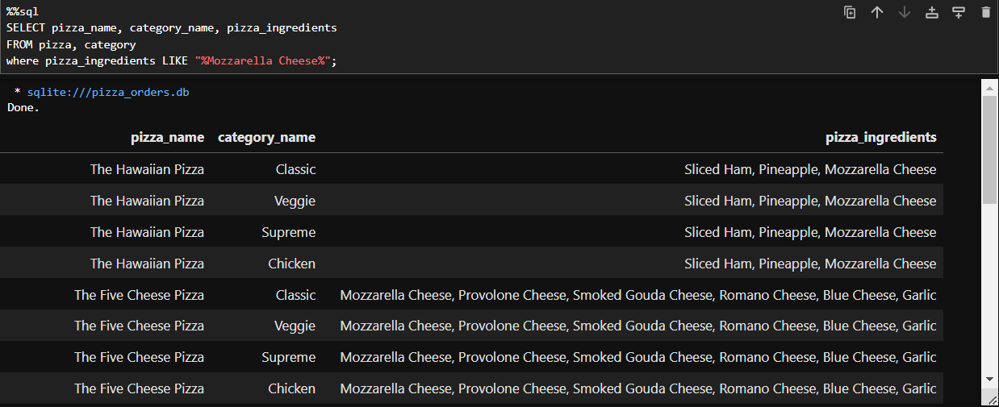 %%sql
SELECT pizza_name, category_name, pizza_ingredients
FROM pizza, category
where pizza_ingredients LIKE "%Mozzarella Cheese%";
* sqlite:///pizza_orders.db
Done.
pizza_name category_name pizza_ingredients
The Hawaiian Pizza Classic Sliced Ham, Pineapple, Mozzarella Cheese
The Hawaiian Pizza Veggie Sliced Ham, Pineapple, Mozzarella Cheese
The Hawaiian Pizza Supreme Sliced Ham, Pineapple, Mozzarella Cheese
The Hawaiian Pizza Chicken Sliced Ham, Pineapple, Mozzarella Cheese
The Five Cheese Pizza Classic Mozzarella Cheese, Provolone Cheese, Smoked Gouda Cheese, Romano Cheese, Blue Cheese, Garlic
The Five Cheese Pizza Veggie Mozzarella Cheese, Provolone Cheese, Smoked Gouda Cheese, Romano Cheese, Blue Cheese, Garlic
The Five Cheese Pizza Supreme Mozzarella Cheese, Provolone Cheese, Smoked Gouda Cheese, Romano Cheese, Blue Cheese, Garlic
The Five Cheese Pizza Chicken Mozzarella Cheese, Provolone Cheese, Smoked Gouda Cheese, Romano Cheese, Blue Cheese, Garlic